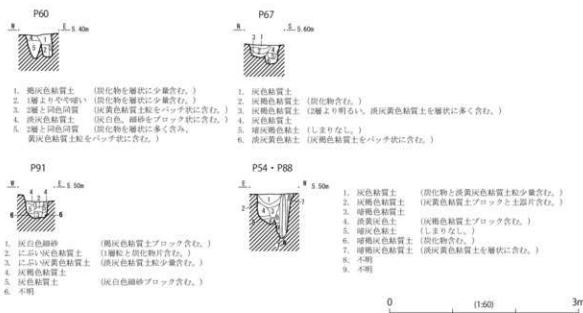 P60
W E 5.40m
1. 褐灰色粘質土 (炭化物を層状に少量含む。)
2. 1層よりやや暗い (炭化物を層状に少量含む。)
3. 2層と同色同質 (灰黄色粘質土粒をバッチ状に含む。)
4. 淡灰色粘質土 (灰白色、細砂をブロック状に含む。)
5. 2層と同色同質 (炭化物を層状に多く含み、
黄灰色粘質土粒をバッチ状に含む。)
P67
N S 5.60m
1. 灰色粘質土
2. 灰褐色粘質土 (炭化物含む。)
3. 灰褐色粘質土 (2層より明るい、淡灰黄色粘質土を層状に多く含む。)
4. 灰色粘質土
5. 暗灰褐色粘土 (しまりなし。)
6. 淡灰黄色粘土 (灰褐色粘質土をバッチ状に含む。)
P91
W E 5.50m
1. 灰白色細砂 (褐灰色粘質土ブロック含む。)
2. にぶい灰色粘質土 (1層粒と炭化物片含む。)
3. にぶい灰黄色粘質土 (淡灰色粘質土粒少量含む。)
4. 灰褐色粘質土
5. 灰色粘質土 (灰白色細砂ブロック含む。)
6. 不明
P54・P88
N 5.50m
1. 灰色粘質土 (炭化物と淡黄灰色粘質土粒少量含む。)
2. 灰褐色粘質土 (灰黄色粘質土ブロックと土器片含む。)
3. 暗褐色粘質土
4. 淡黄灰色土 (灰褐色粘質土ブロック含む。)
5. 暗灰色粘土 (しまりなし。)
6. 暗褐色粘質土 (炭化物含む。)
7. 暗灰褐色粘質土 (淡灰黄色粘質土を層状に含む。)
8. 不明
9. 不明
0 (1:60) 3m